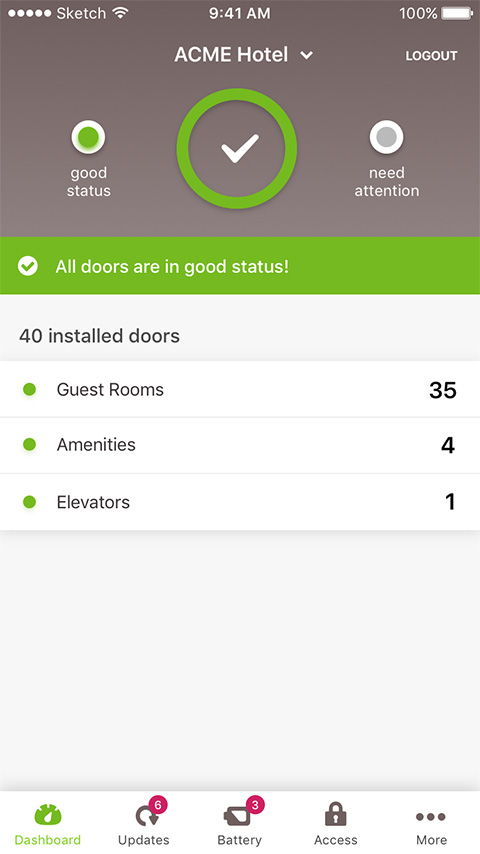 Sketch 9:41 AM 100%
ACME Hotel LOGOUT
good
status
need
attention
All doors are in good status!
40 installed doors
Guest Rooms 35
Amenities 4
Elevators 1
6 3
Dashboard Updates Battery Access More